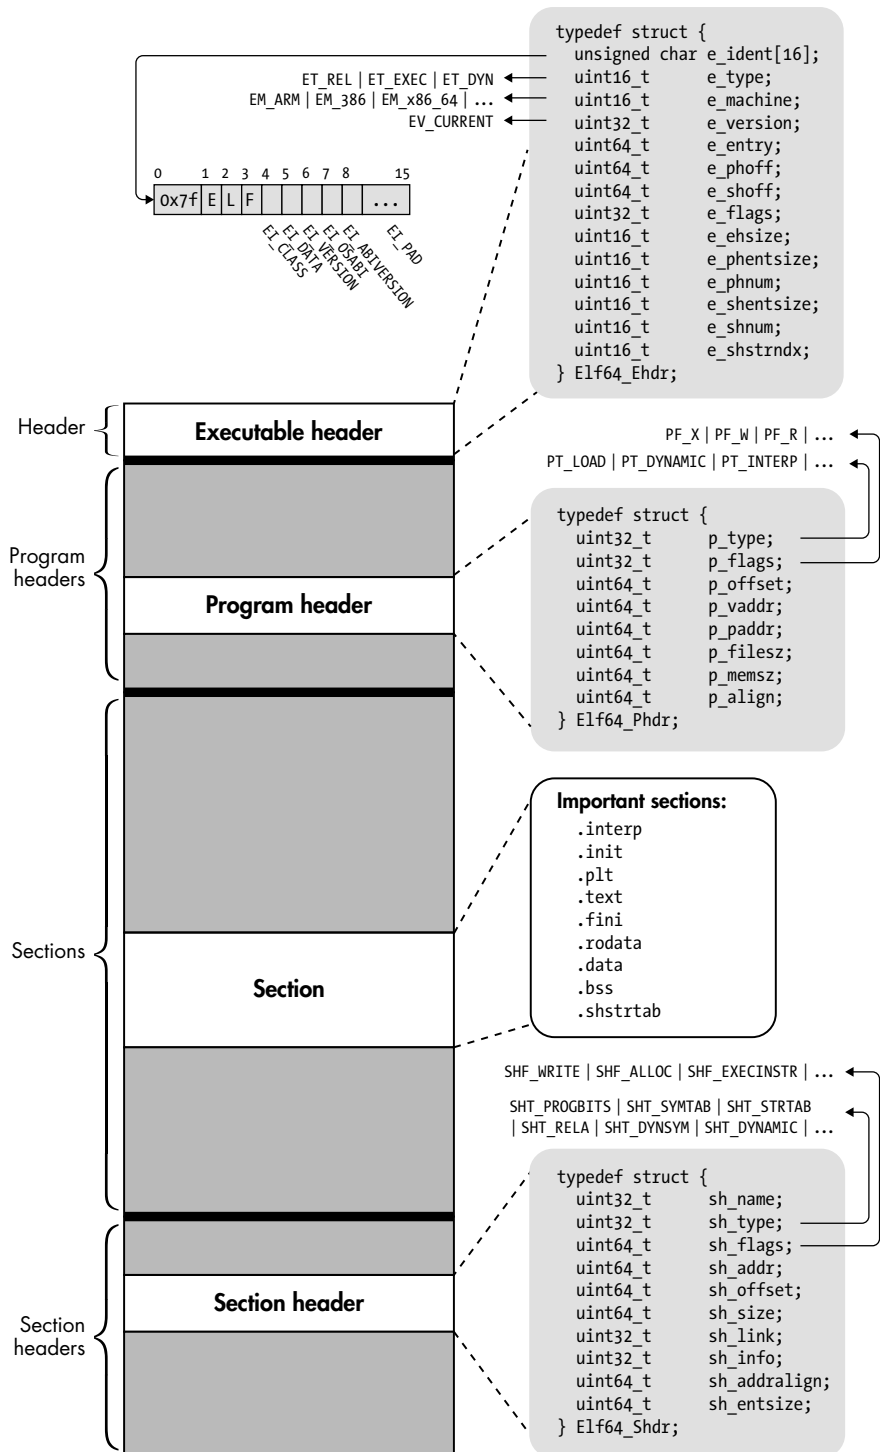 typedef struct {
unsigned char e_ident[16];
uint16_t e_type;
uint16_t e_machine;
uint32_t e_version;
uint64_t e_entry;
uint64_t e_phoff;
uint64_t e_shoff;
uint32_t e_flags;
uint16_t e_ehsize;
uint16_t e_phentsize;
uint16_t e_phnum;
uint16_t e_shentsize;
uint16_t e_shnum;
uint16_t e_shstrndx;
} Elf64_Ehdr;
ET_REL | ET_EXEC | ET_DYN
EM_ARM | EM_386 | EM_x86_64 | ...
EV_CURRENT
0 1 2 3 4 5 6 7 8 15
0x7f E L F ...
EI_CLASS
EI_DATA
EI_VERSION
EI_OSABI
EI_ABIVERSION
EI_PAD
Header
Executable header
PF_X | PF_W | PF_R | ...
PT_LOAD | PT_DYNAMIC | PT_INTERP | ...
Program
headers
Program header
typedef struct {
uint32_t p_type;
uint32_t p_flags;
uint64_t p_offset;
uint64_t p_vaddr;
uint64_t p_paddr;
uint64_t p_filesz;
uint64_t p_memsz;
uint64_t p_align;
} Elf64_Phdr;
Sections
Section
Important sections:
.interp
.init
.plt
.text
.fini
.rodata
.data
.bss
.shstrtab
SHF_WRITE | SHF_ALLOC | SHF_EXECINSTR | ...
SHT_PROGBITS | SHT_SYMTAB | SHT_STRTAB
| SHT_RELA | SHT_DYNSYM | SHT_DYNAMIC | ...
Section
headers
Section header
typedef struct {
uint32_t sh_name;
uint32_t sh_type;
uint64_t sh_flags;
uint64_t sh_addr;
uint64_t sh_offset;
uint64_t sh_size;
uint32_t sh_link;
uint32_t sh_info;
uint64_t sh_addralign;
uint64_t sh_entsize;
} Elf64_Shdr;